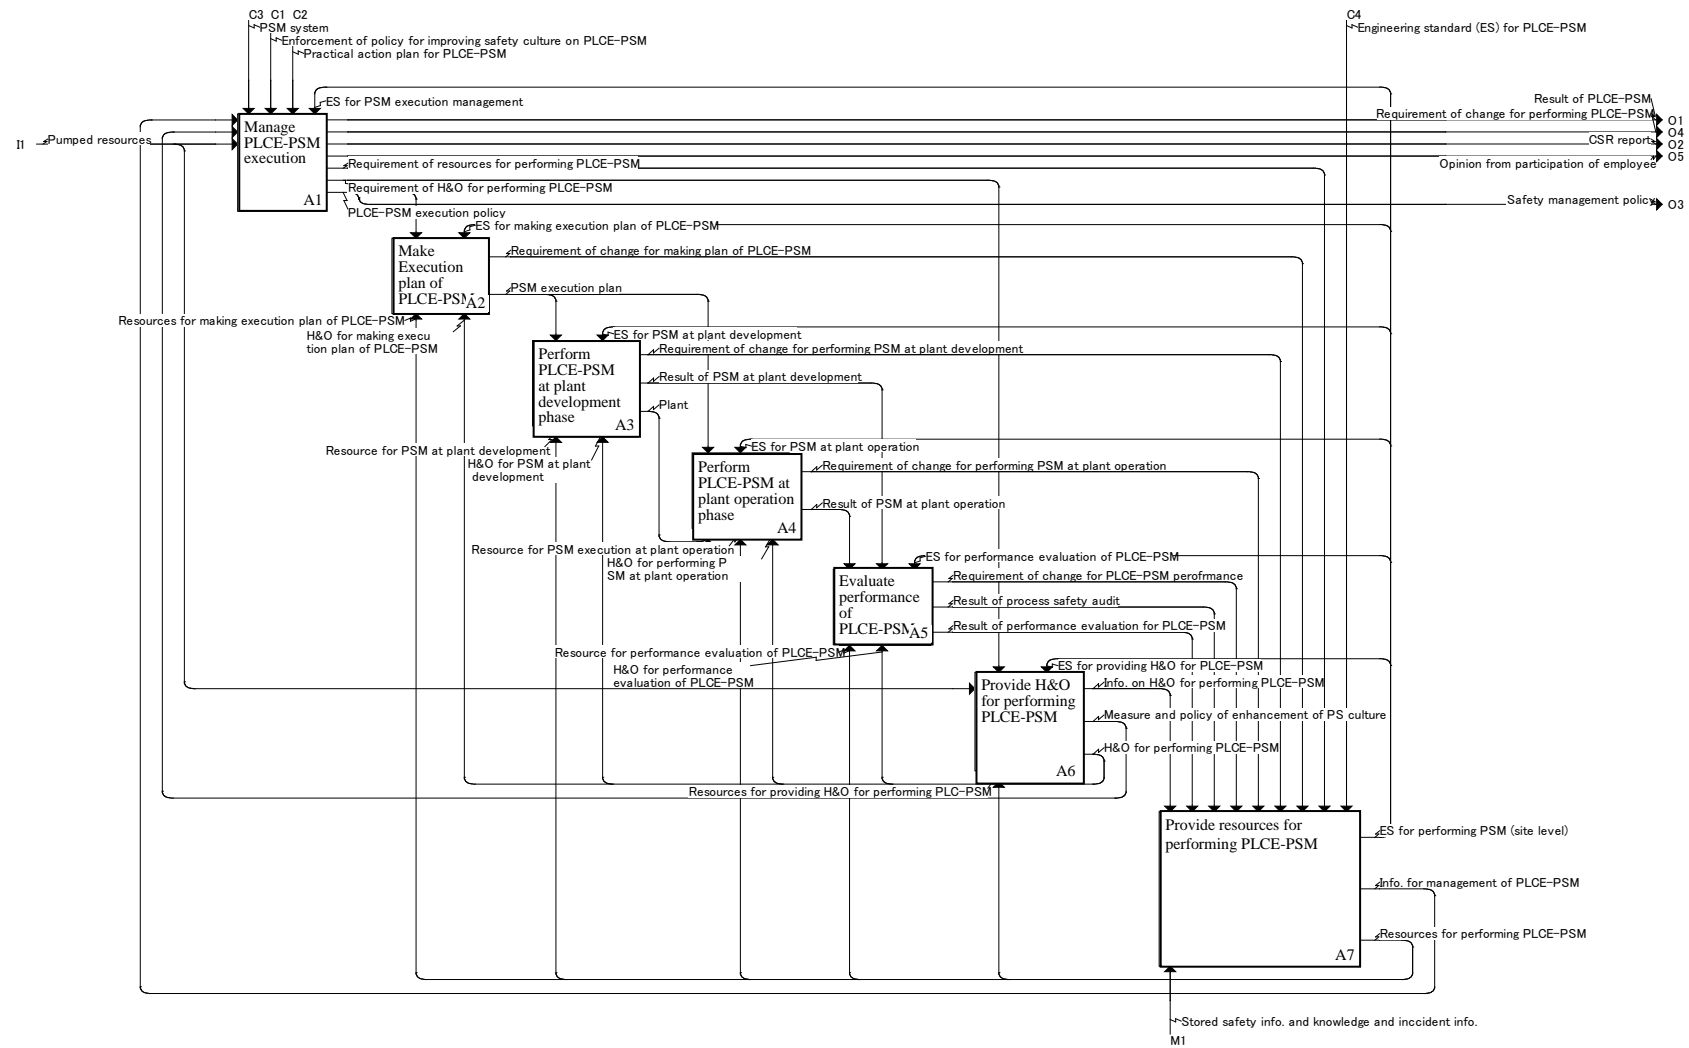 C3 C1 C2
C4
PSM system
Engineering standard (ES) for PLCE-PSM
Enforcement of policy for improving safety culture on PLCE-PSM
Practical action plan for PLCE-PSM
ES for PSM execution management
Result of PLCE-PSM
Requirement of change for performing PLCE-PSM
O1
O4
CSR report
O2
O5
Opinion from participation of employee
Safety management policy
O3
I1
Pumped resources
Manage
PLCE-PSM
execution
A1
Requirement of resources for performing PLCE-PSM
Requirement of H&O for performing PLCE-PSM
PLCE-PSM execution policy
ES for making execution plan of PLCE-PSM
Make
Execution
plan of
PLCE-PSM
A2
Requirement of change for making plan of PLCE-PSM
PSM execution plan
Resources for making execution plan of PLCE-PSM
H&O for making execu
tion plan of PLCE-PSM
ES for PSM at plant development
Perform
PLCE-PSM
at plant
development
phase
A3
Requirement of change for performing PSM at plant development
Result of PSM at plant development
Plant
Resource for PSM at plant development
H&O for PSM at plant
development
ES for PSM at plant operation
Perform
PLCE-PSM at
plant operation
phase
A4
Requirement of change for performing PSM at plant operation
Result of PSM at plant operation
Resource for PSM execution at plant operation
H&O for performing P
SM at plant operation
ES for performance evaluation of PLCE-PSM
Evaluate
performance
of
PLCE-PSM
A5
Requirement of change for PLCE-PSM perofrmance
Result of process safety audit
Result of performance evaluation for PLCE-PSM
Resource for performance evaluation of PLCE-PSM
H&O for performance
evaluation of PLCE-PSM
ES for providing H&O for PLCE-PSM
Provide H&O
for performing
PLCE-PSM
A6
Info. on H&O for performing PLCE-PSM
Measure and policy of enhancement of PS culture
H&O for performing PLCE-PSM
Resources for providing H&O for performing PLC-PSM
Provide resources for
performing PLCE-PSM
A7
ES for performing PSM (site level)
Info. for management of PLCE-PSM
Resources for performing PLCE-PSM
Stored safety info. and knowledge and inccident info.
M1